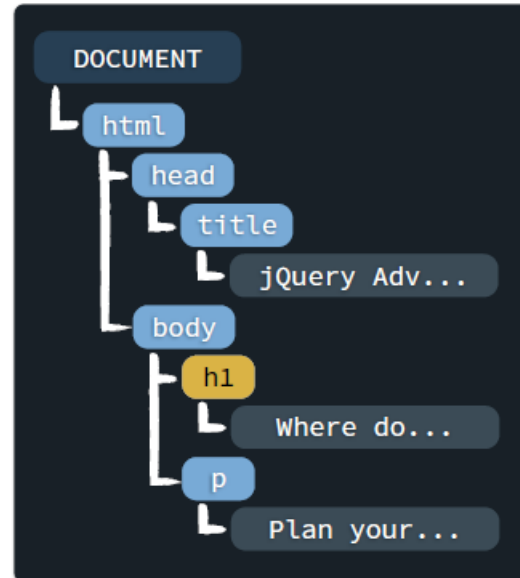 DOCUMENT
html
head
title
jQuery Adv...
body
h1
Where do...
p
Plan your...